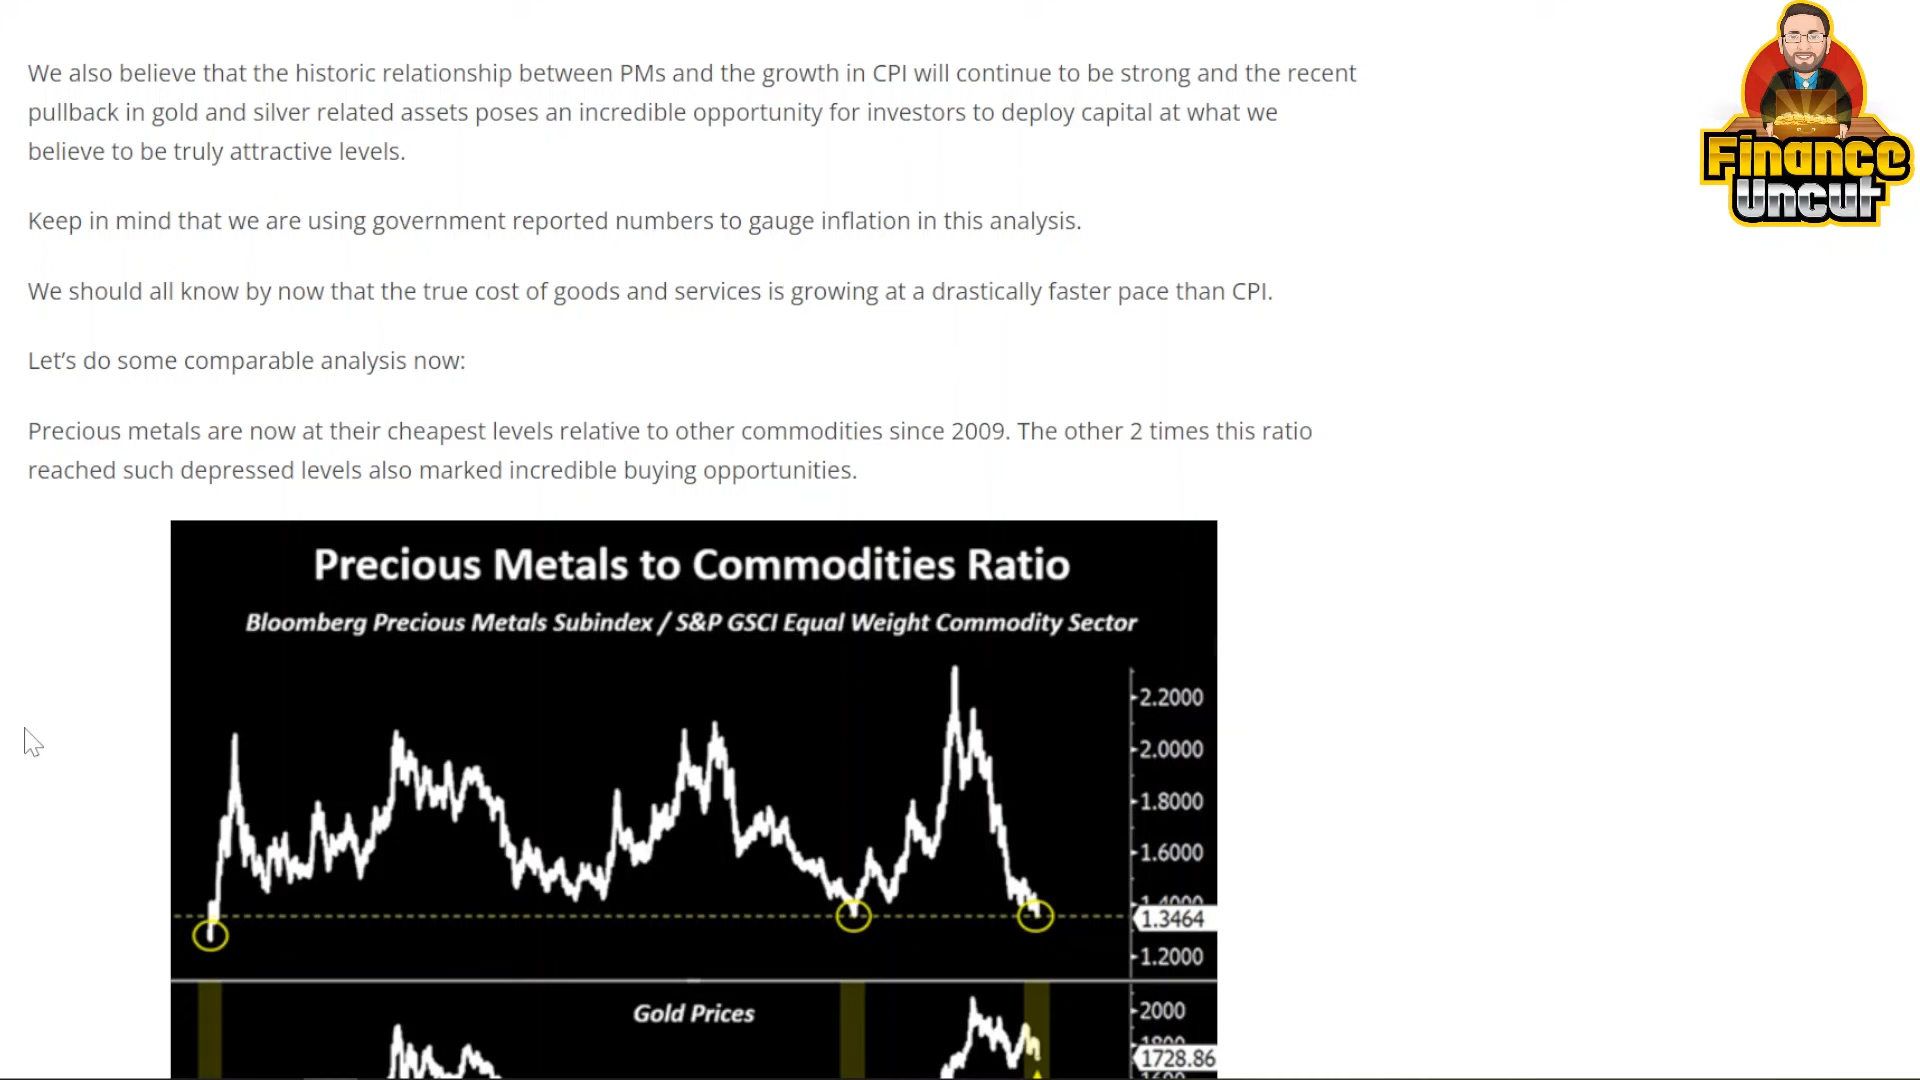 We also believe that the historic relationship between PMs and the growth in CPI will continue to be strong and the recent
pullback in gold and silver related assets poses an incredible opportunity for investors to deploy capital at what we
believe to be truly attractive levels.
Keep in mind that we are using government reported numbers to gauge inflation in this analysis.
We should all know by now that the true cost of goods and services is growing at a drastically faster pace than CPI.
Let’s do some comparable analysis now:
Precious metals are now at their cheapest levels relative to other commodities since 2009. The other 2 times this ratio
reached such depressed levels also marked incredible buying opportunities.
Finance
Uncut
Precious Metals to Commodities Ratio
Bloomberg Precious Metals Subindex / S&P GSCI Equal Weight Commodity Sector
2.2000
2.0000
1.8000
1.6000
1.3464
1.2000
Gold Prices
2000
1728.86